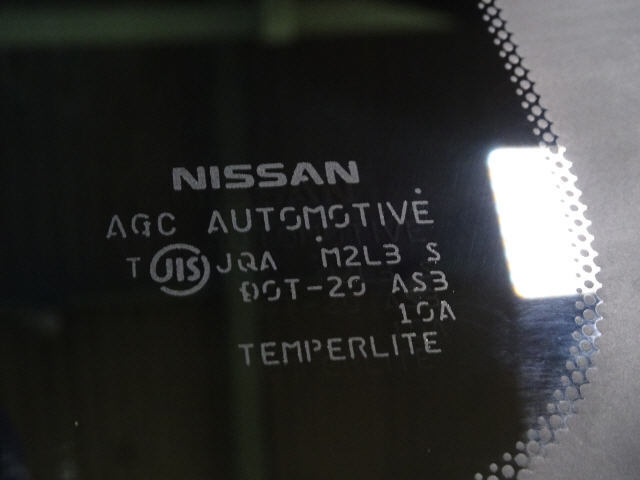 NISSAN
AGC AUTOMOTIVE
T JIS JQA M2L3 S
DOT-20 AS3
10A
TEMPERLITE